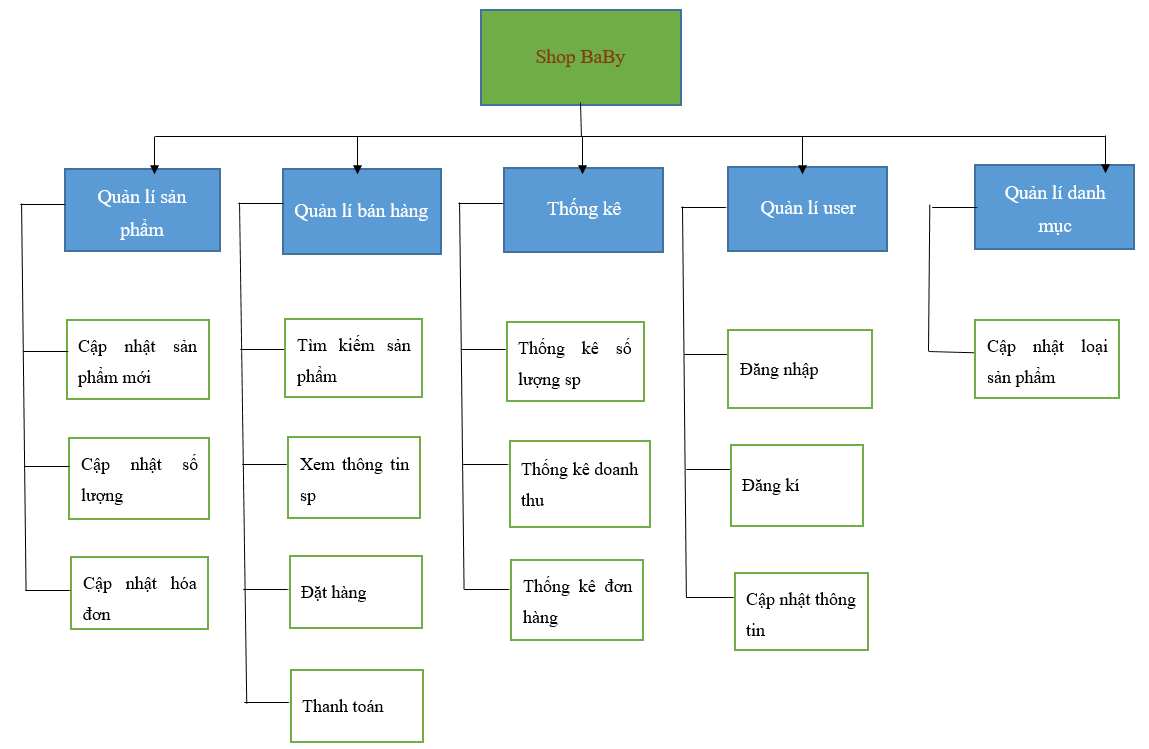 Shop BaBy
Quản lí sản
phẩm
Cập nhật sản
phẩm mới
Cập nhật số
lượng
Cập nhật hóa
đơn
Quản lí bán hàng
Tìm kiếm sản
phẩm
Xem thông tin
sp
Đặt hàng
Thanh toán
Thống kê
Thống kê số
lượng sp
Thống kê doanh
thu
Thống kê đơn
hàng
Quản lí user
Đăng nhập
Đăng kí
Cập nhật thông
tin
Quản lí danh
mục
Cập nhật loại
sản phẩm